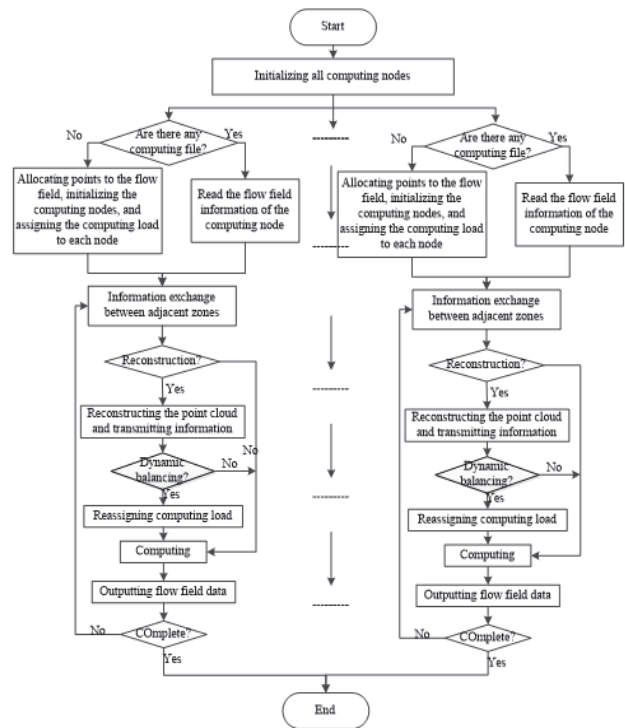 Start
Initializing all computing nodes
Are there any
computing file?
No
Yes
Allocating points to the flow
field, initializing the
computing nodes, and
assigning the computing load
to each node
Read the flow field
information of the
computing node
Information exchange
between adjacent zones
Reconstruction?
Yes
Reconstructing the point cloud
and transmitting information
No
Dynamic
balancing?
No
Yes
Reassigning computing load
Computing
Outputting flow field data
COmplete?
No
Yes
Are there any
computing file?
No
Yes
Allocating points to the flow
field, initializing the
computing nodes, and
assigning the computing load
to each node
Read the flow field
information of the
computing node
Information exchange
between adjacent zones
Reconstruction?
Yes
Reconstructing the point cloud
and transmitting information
Dynamic
balancing?
No
Yes
Reassigning computing load
Computing
Outputting flow field data
COmplete?
No
Yes
End